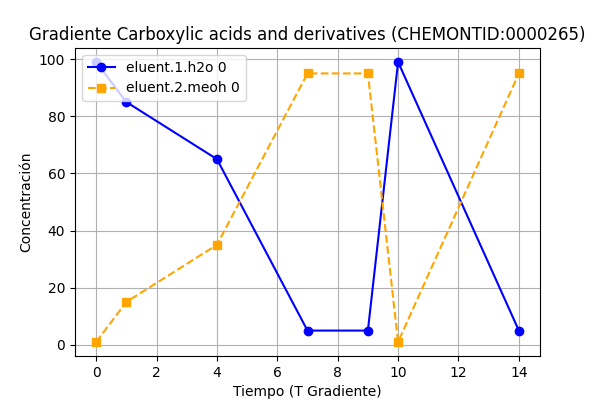 Gradiente Carboxylic acids and derivatives (CHEMONTID:0000265)
eluent.1.h2o 0
eluent.2.meoh 0
Concentración
100
80
60
40
20
0
0 2 4 6 8 10 12 14
Tiempo (T Gradiente)